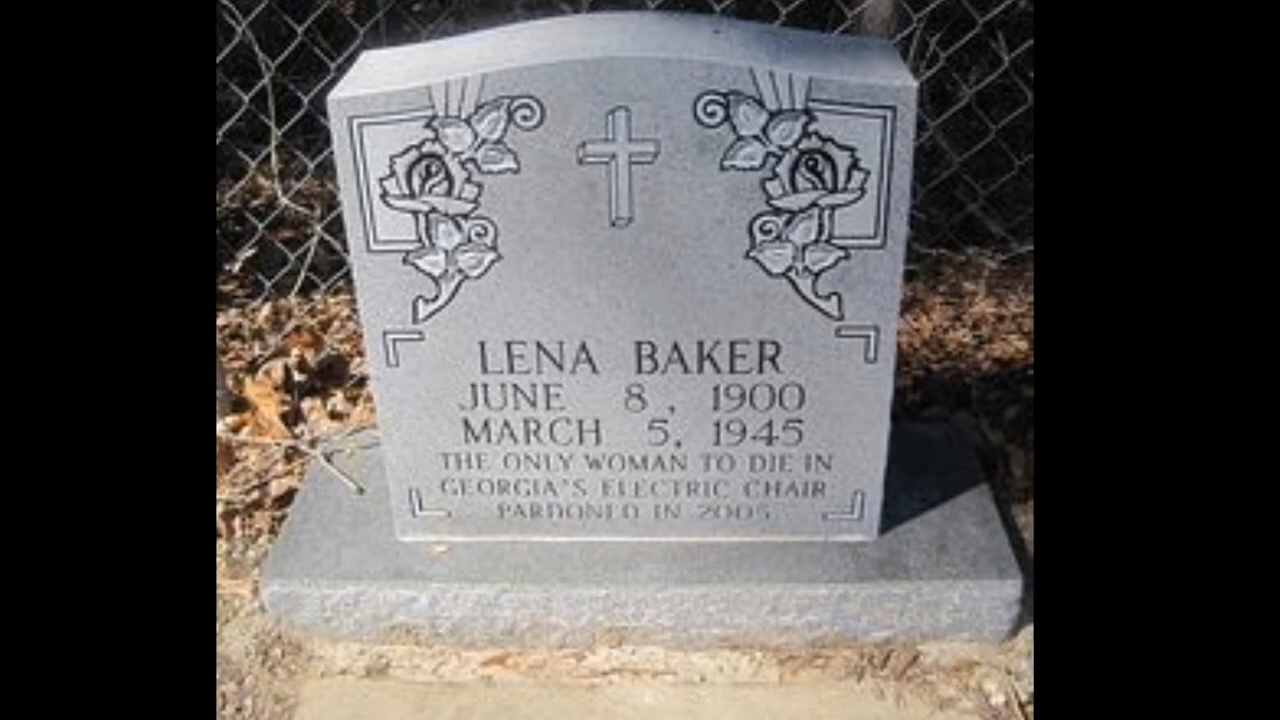 LENA BAKER
JUNE 8, 1900
MARCH 5, 1945
THE ONLY WOMAN TO DIE IN
GEORGIA'S ELECTRIC CHAIR
PARDONED IN 2005